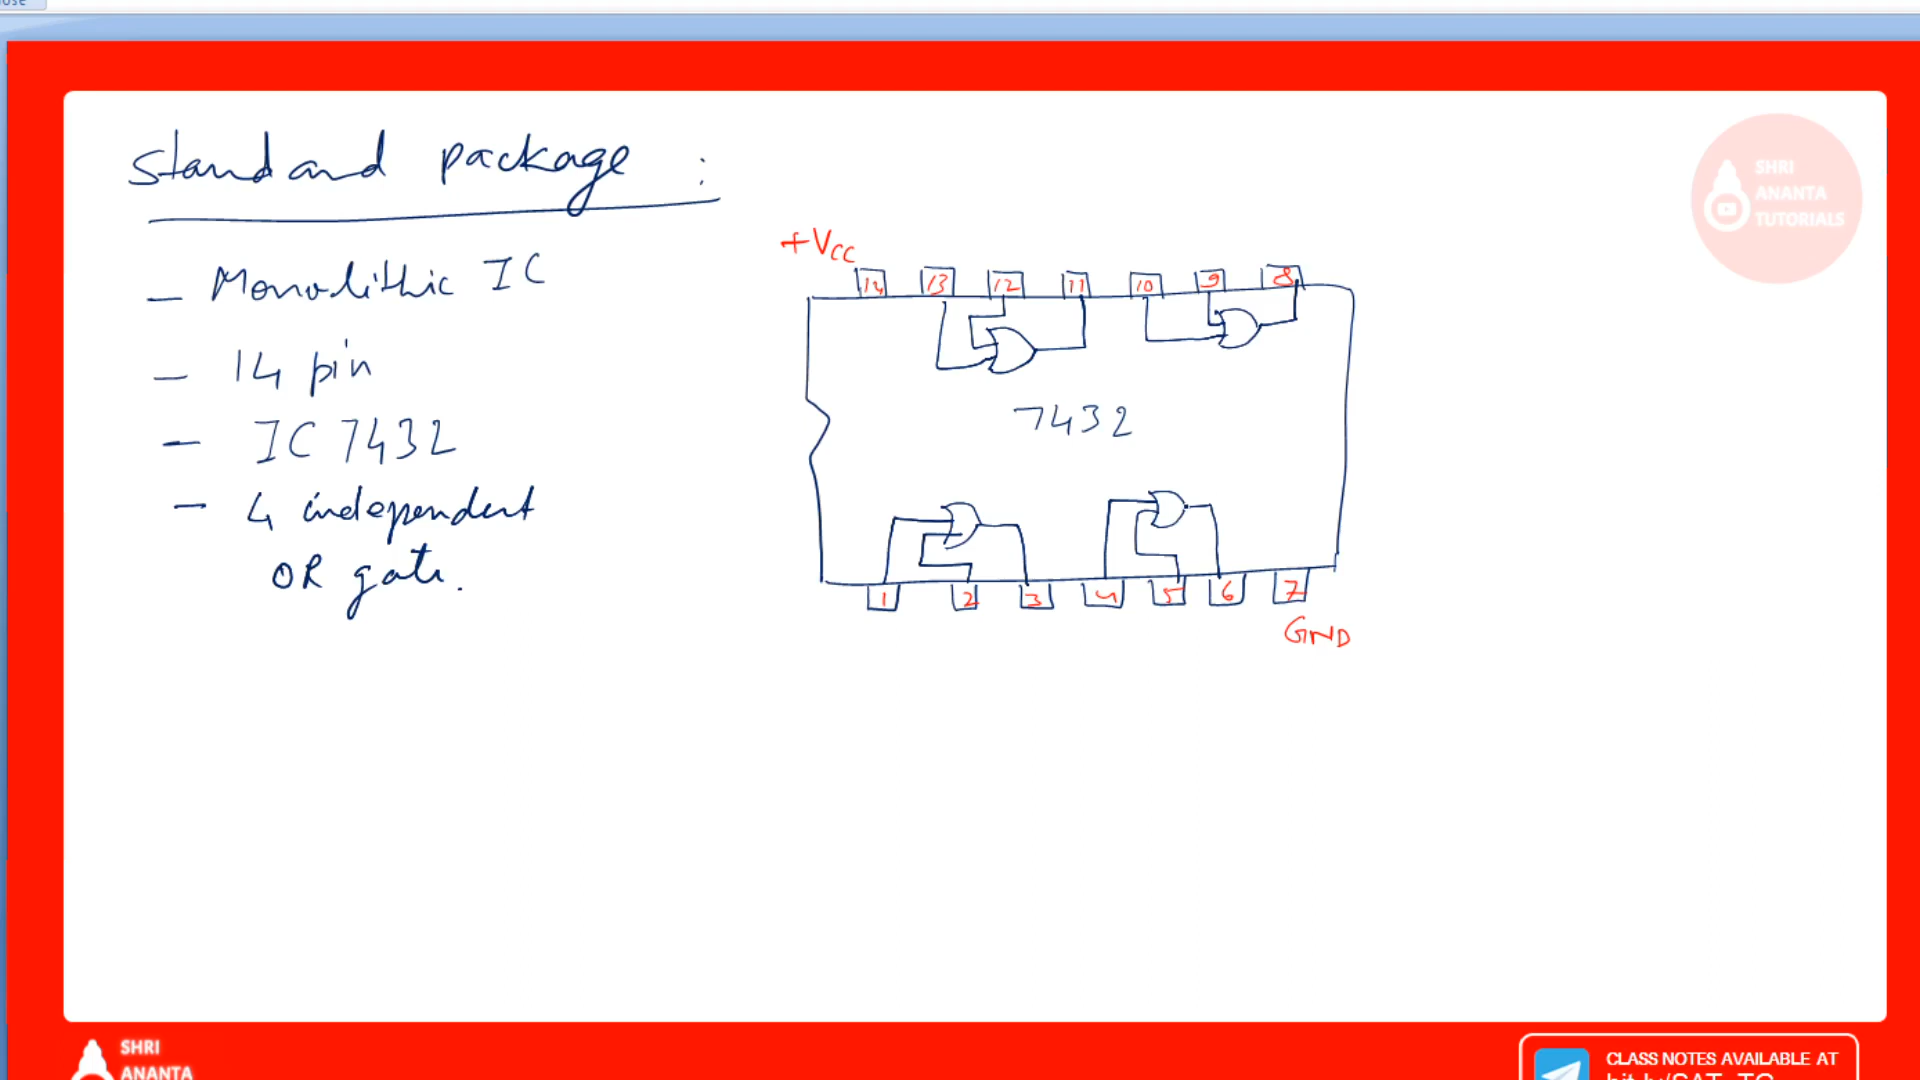 Standard package :
- Monolithic IC
- 14 pin
- IC 7432
- 4 independent
OR gate.
+VCC
14 13 12 11 10 9 8
7432
1 2 3 4 5 6 7
GND
SHRI
ANANTA
TUTORIALS
SHRI
ANANTA
CLASS NOTES AVAILABLE AT